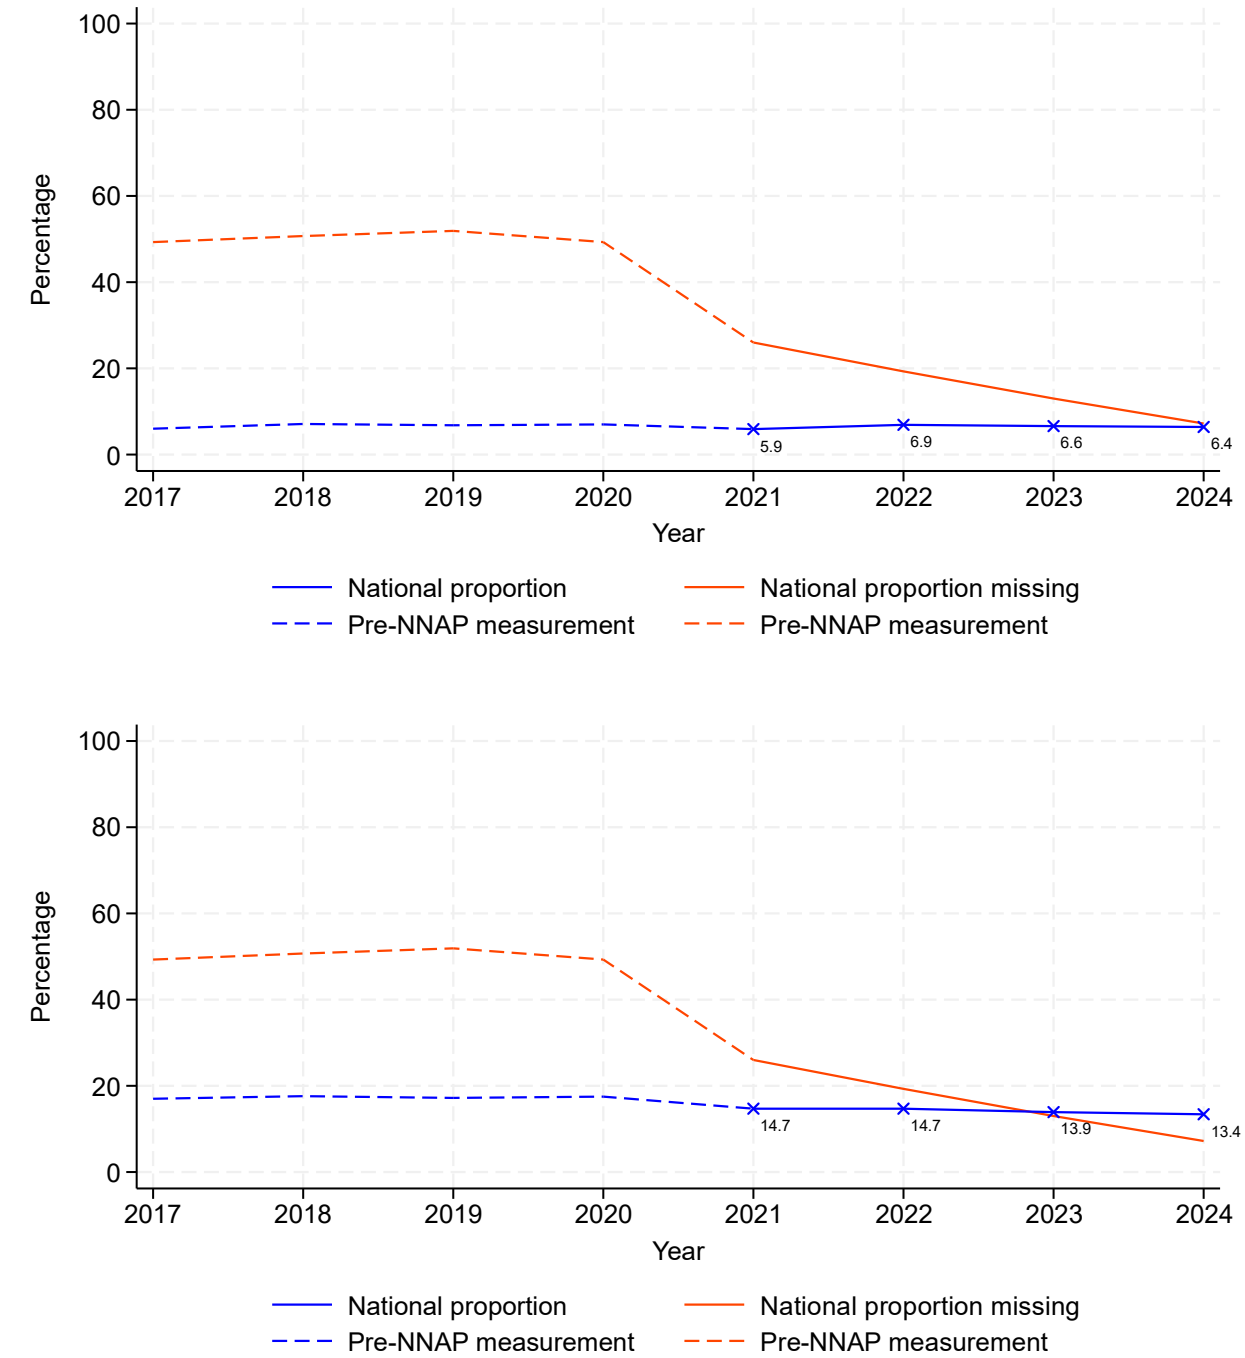 100
80
60
40
20
0
Percentage
5.9
6.9
6.6
6.4
2017 2018 2019 2020 2021 2022 2023 2024
Year
National proportion National proportion missing
Pre-NNAP measurement Pre-NNAP measurement
100
80
60
40
20
0
Percentage
14.7
14.7
13.9
13.4
2017 2018 2019 2020 2021 2022 2023 2024
Year
National proportion National proportion missing
Pre-NNAP measurement Pre-NNAP measurement